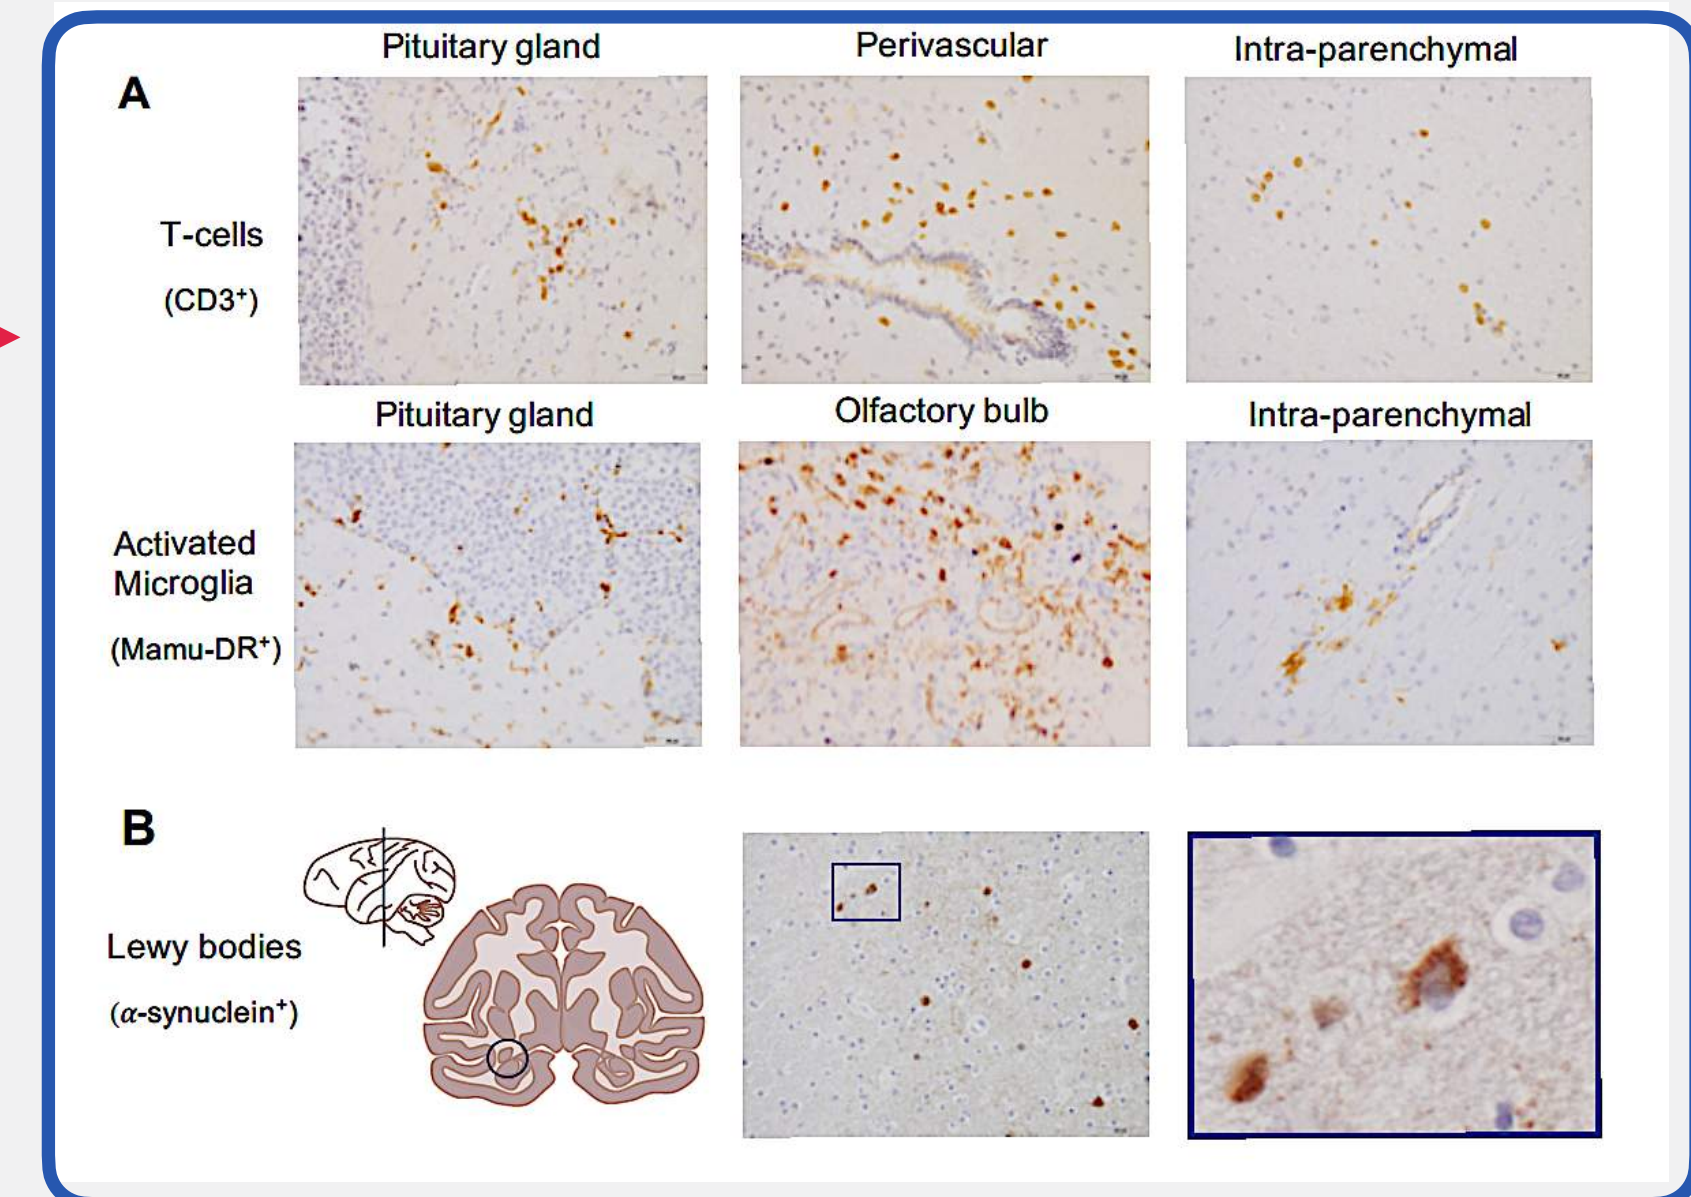 Pituitary gland
Perivascular
Intra-parenchymal
A
T-cells
(CD3⁺)
Pituitary gland
Olfactory bulb
Intra-parenchymal
Activated
Microglia
(Mamu-DR⁺)
B
Lewy bodies
(α-synuclein⁺)